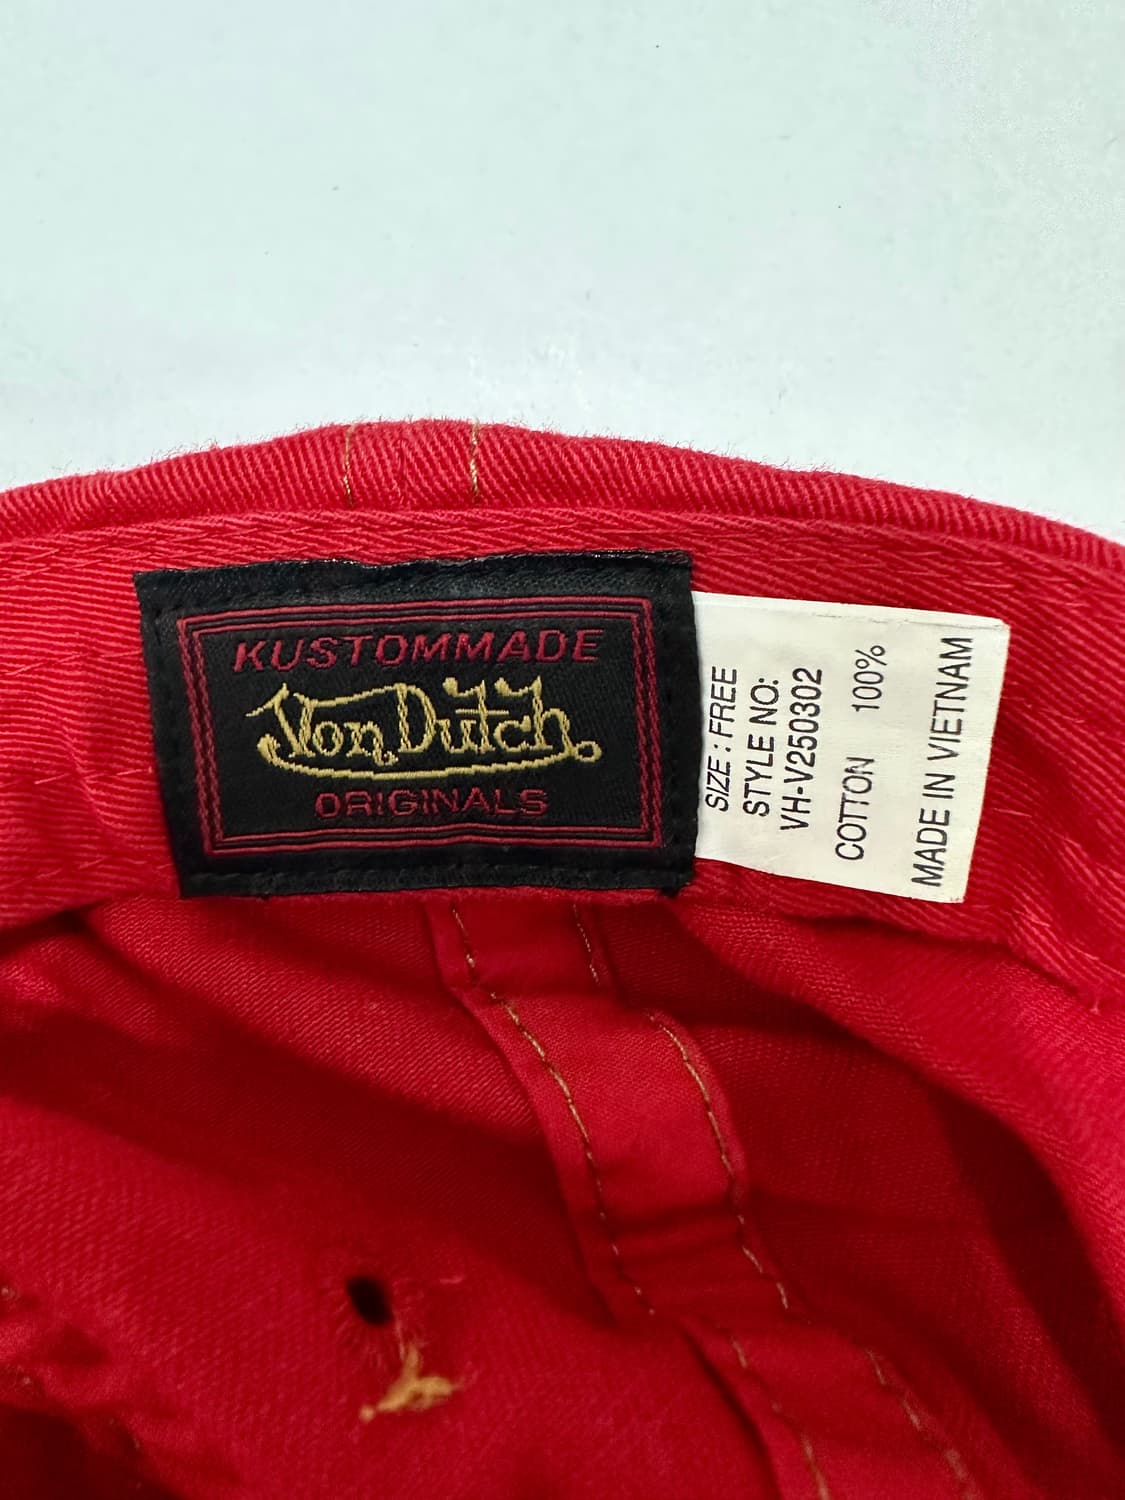 KUSTOMMADE
Von Dutch
ORIGINALS
SIZE : FREE
STYLE NO:
VH-V250302
COTTON 100%
MADE IN VIETNAM